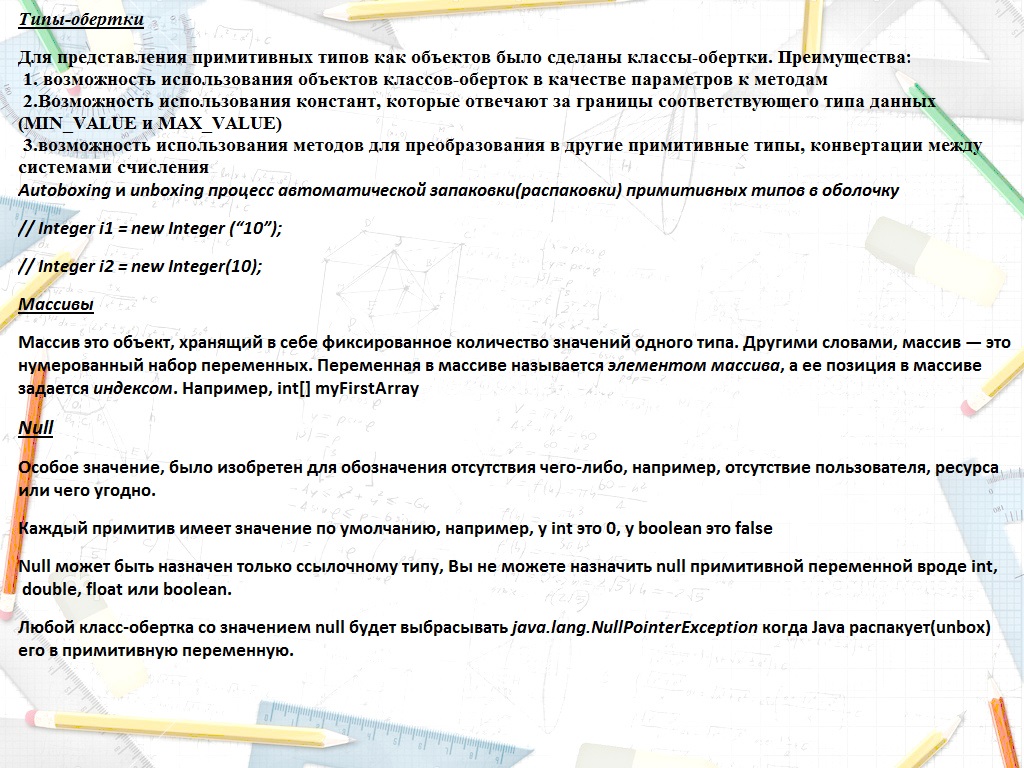 Типы-обертки
Для представления примитивных типов как объектов было сделаны классы-обертки. Преимущества:
1. возможность использования объектов классов-оберток в качестве параметров к методам
2.Возможность использования констант, которые отвечают за границы соответствующего типа данных
(MIN_VALUE и MAX_VALUE)
3.возможность использования методов для преобразования в другие примитивные типы, конвертации между
системами счисления
Autoboxing и unboxing процесс автоматической запаковки(распаковки) примитивных типов в оболочку
// Integer i1 = new Integer (“10”);
// Integer i2 = new Integer(10);
Массивы
Массив это объект, хранящий в себе фиксированное количество значений одного типа. Другими словами, массив — это
нумерованный набор переменных. Переменная в массиве называется элементом массива, а ее позиция в массиве
задается индексом. Например, int[] myFirstArray
Null
Особое значение, было изобретен для обозначения отсутствия чего-либо, например, отсутствие пользователя, ресурса
или чего угодно.
Каждый примитив имеет значение по умолчанию, например, у int это 0, у boolean это false
Null может быть назначен только ссылочному типу, Вы не можете назначить null примитивной переменной вроде int,
double, float или boolean.
Любой класс-обертка со значением null будет выбрасывать java.lang.NullPointerException когда Java распакует(unbox)
его в примитивную переменную.